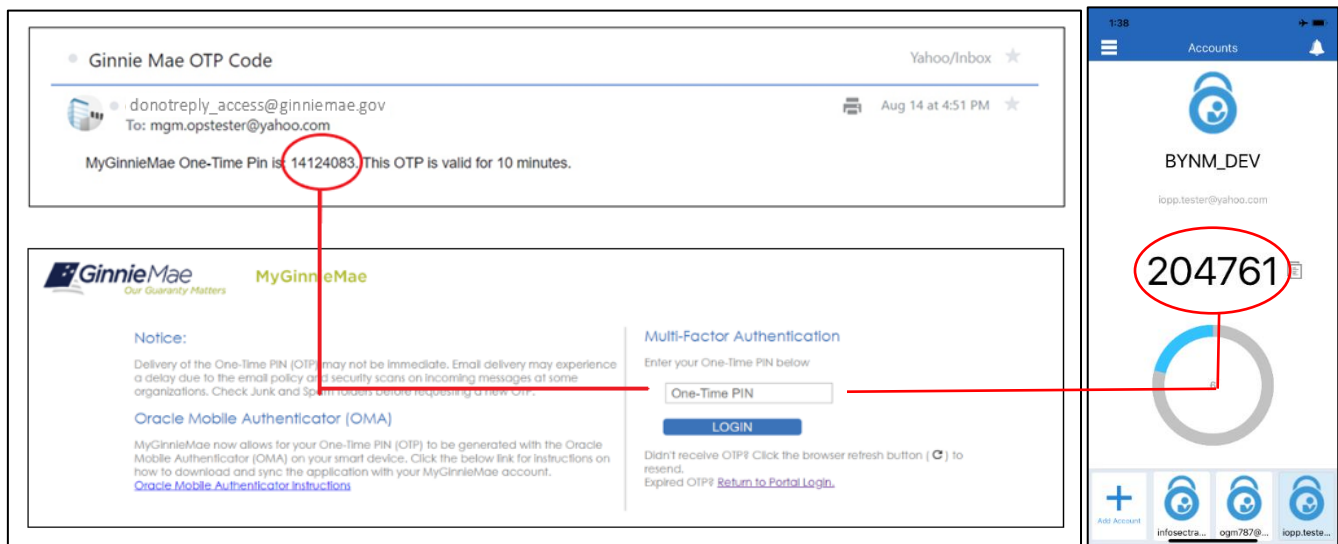 Ginnie Mae OTP Code
Yahoo/Inbox
donotreply_access@ginniemae.gov
Aug 14 at 4:51 PM
To: mgm.opstester@yahoo.com
MyGinnieMae One-Time Pin is: 14124083. This OTP is valid for 10 minutes.
GinnieMae
Our Guaranty Matters
MyGinnieMae
Notice:
Delivery of the One-Time PIN (OTP) may not be immediate. Email delivery may experience
a delay due to the email policy and security scans on incoming messages at some
organizations. Check Junk and Spam folders before requesting a new OTP.
Oracle Mobile Authenticator (OMA)
MyGinnieMae now allows for your One-Time PIN (OTP) to be generated with the Oracle
Mobile Authenticator (OMA) on your smart device. Click the below link for instructions on
how to download and sync the application with your MyGinnieMae account.
Oracle Mobile Authenticator Instructions
Multi-Factor Authentication
Enter your One-Time PIN below
One-Time PIN
LOGIN
Didn't receive OTP? Click the browser refresh button ( ) to
resend.
Expired OTP? Return to Portal Login.
1:38
Accounts
BYNM_DEV
iopp.tester@yahoo.com
204761
Add Account
infosectra...
ogm787@...
iopp.teste...